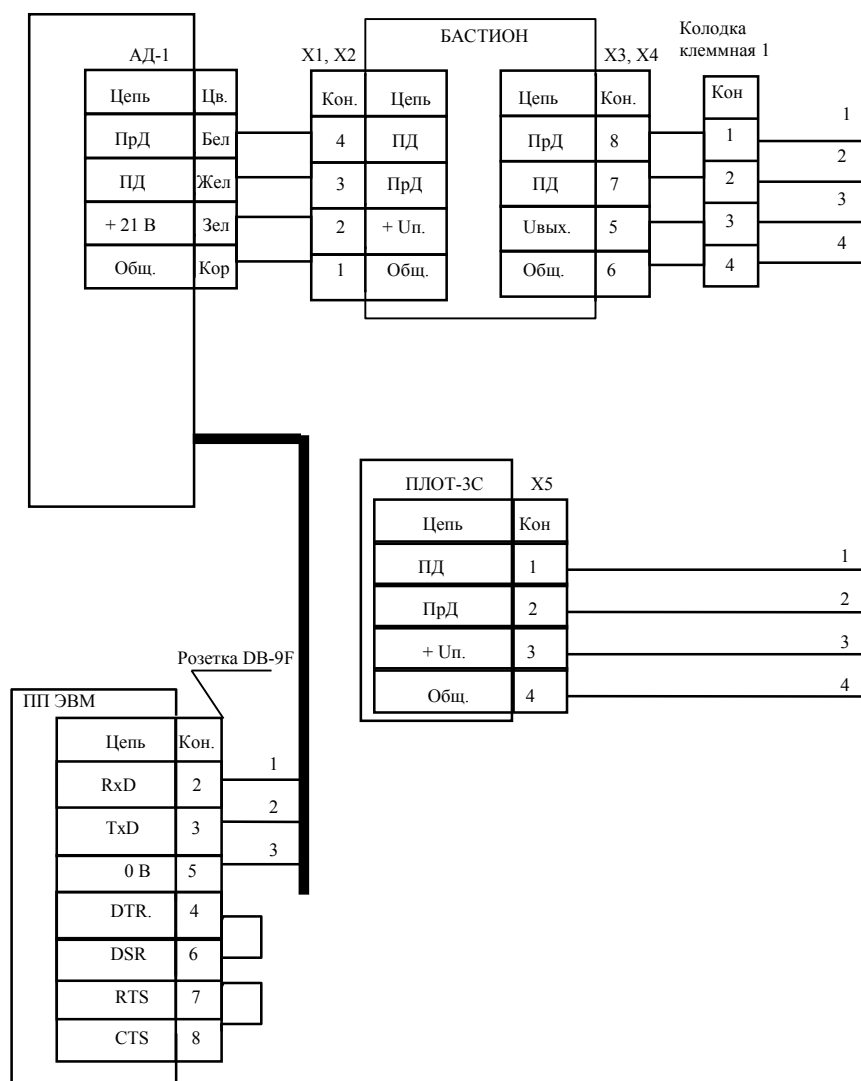 БАСТИОН
Колодка
клеммная 1
АД-1
X1, X2
X3, X4
Цепь Цв.
Кон. Цепь
Цепь Кон.
Кон
ПрД Бел
4 ПД
ПрД 8
1
1
ПД Жел
3 ПрД
ПД 7
2
2
+ 21 В Зел
2 + Uп.
Uвых. 5
3
3
Общ. Кор
1 Общ.
Общ. 6
4
4
ПЛОТ-3С X5
Цепь Кон
ПД 1
1
ПрД 2
2
+ Uп. 3
3
Общ. 4
4
Розетка DB-9F
ПП ЭВМ
Цепь Кон.
RxD 2
1
TxD 3
2
0 В 5
3
DTR. 4
DSR 6
RTS 7
CTS 8